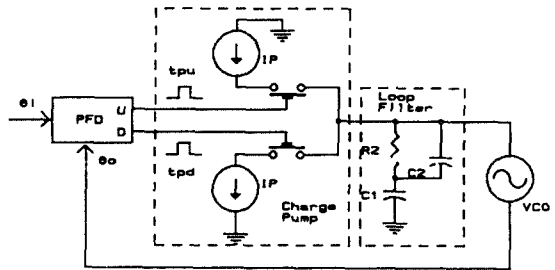 tpu
IP
Loop
Filter
θi
PFD
U
D
R2
C2
θo
tpd
IP
C1
Charge
Pump
VCO